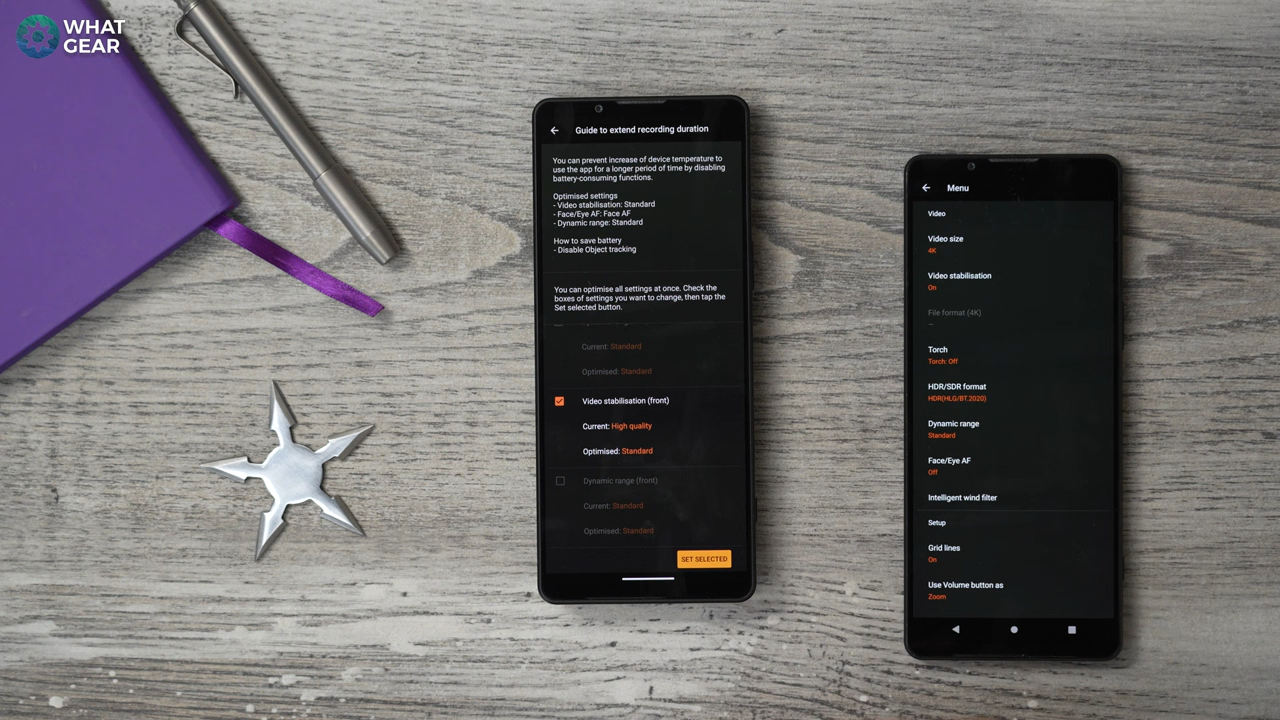 WHAT
GEAR
Guide to extend recording duration
You can prevent increase of device temperature to
use the app for a longer period of time by disabling
battery-consuming functions.
Optimised settings
- Video stabilisation: Standard
- Face/Eye AF: Face AF
- Dynamic range: Standard
How to save battery
- Disable Object tracking
You can optimise all settings at once. Check the
boxes of settings you want to change, then tap the
Set selected button.
Current: Standard
Optimised: Standard
Video stabilisation (front)
Current: High quality
Optimised: Standard
Dynamic range (front)
Current: Standard
Optimised: Standard
SET SELECTED
Menu
Video
Video size
4K
Video stabilisation
On
File format (4K)
–
Torch
Torch: Off
HDR/SDR format
HDR(HLG/BT.2020)
Dynamic range
Standard
Face/Eye AF
Off
Intelligent wind filter
Setup
Grid lines
On
Use Volume button as
Zoom